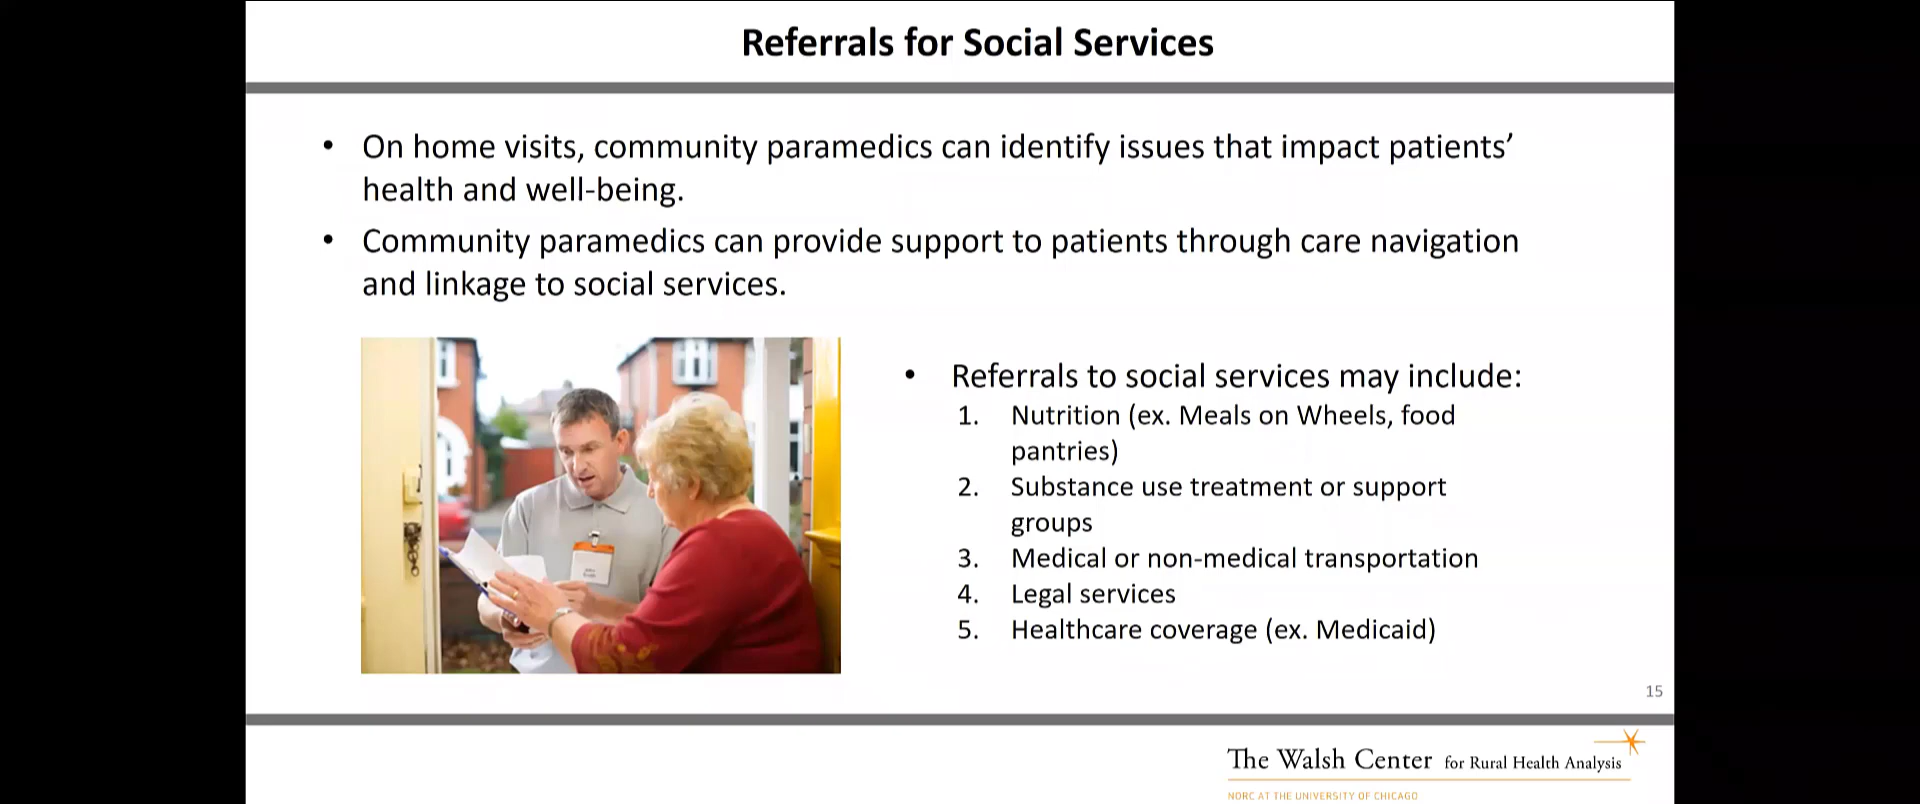 Referrals for Social Services
• On home visits, community paramedics can identify issues that impact patients’
health and well-being.
• Community paramedics can provide support to patients through care navigation
and linkage to social services.
• Referrals to social services may include:
1. Nutrition (ex. Meals on Wheels, food
pantries)
2. Substance use treatment or support
groups
3. Medical or non-medical transportation
4. Legal services
5. Healthcare coverage (ex. Medicaid)
15
The Walsh Center for Rural Health Analysis
NORC AT THE UNIVERSITY OF CHICAGO